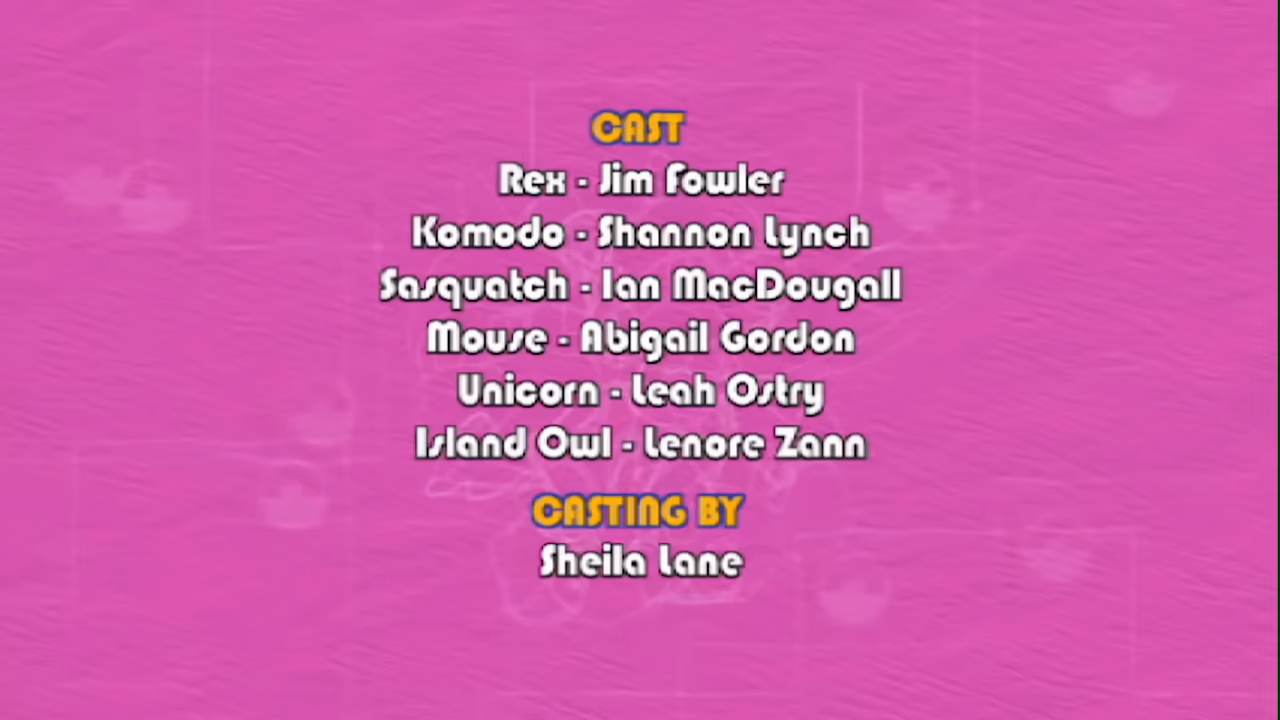 CAST
Rex - Jim Fowler
Komodo - Shannon Lynch
Sasquatch - Ian MacDougall
Mouse - Abigail Gordon
Unicorn - Leah Ostry
Island Owl - Lenore Zann
CASTING BY
Sheila Lane